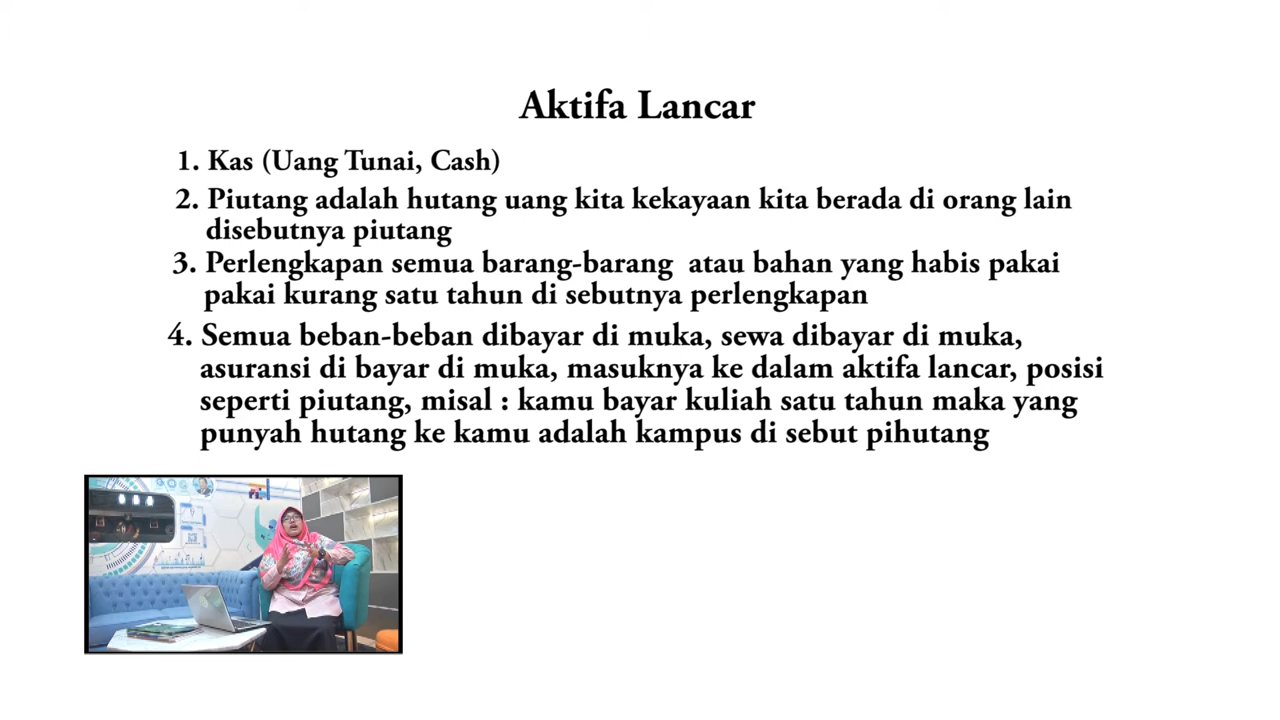 Aktifa Lancar
1. Kas (Uang Tunai, Cash)
2. Piutang adalah hutang uang kita kekayaan kita berada di orang lain
disebutnya piutang
3. Perlengkapan semua barang-barang atau bahan yang habis pakai
pakai kurang satu tahun di sebutnya perlengkapan
4. Semua beban-beban dibayar di muka, sewa dibayar di muka,
asuransi di bayar di muka, masuknya ke dalam aktifa lancar, posisi
seperti piutang, misal : kamu bayar kuliah satu tahun maka yang
punyah hutang ke kamu adalah kampus di sebut pihutang